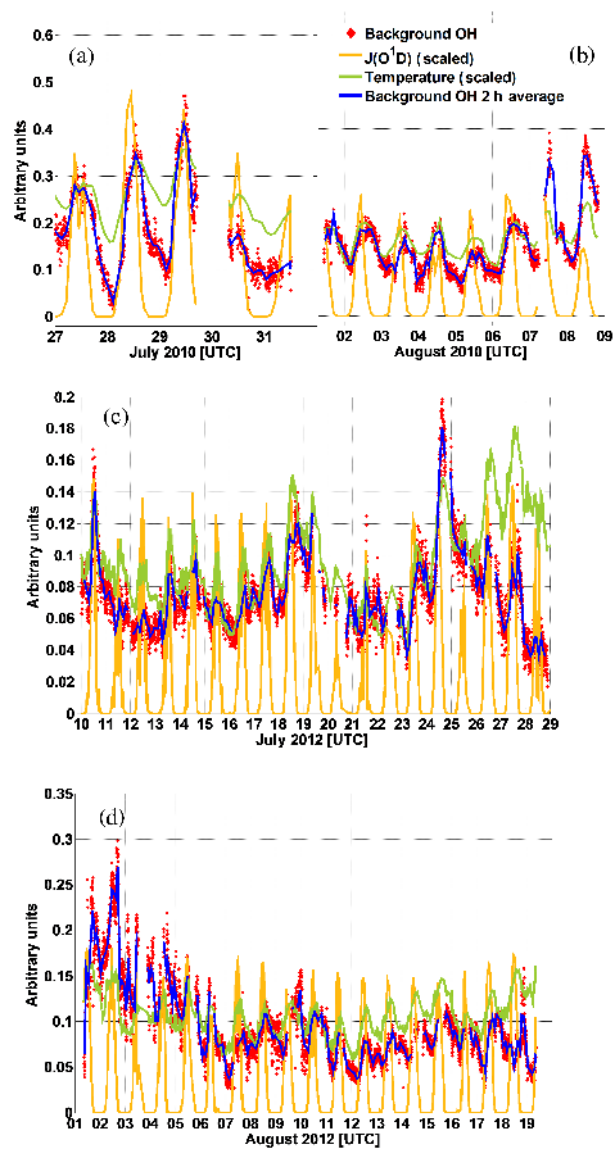 (a)
(b)
Background OH
J(O¹D) (scaled)
Temperature (scaled)
Background OH 2 h average
Arbitrary units
0.6
0.5
0.4
0.3
0.2
0.1
0
27 28 29 30 31
July 2010 [UTC]
02 03 04 05 06 07 08 09
August 2010 [UTC]
(c)
Arbitrary units
0.2
0.18
0.16
0.14
0.12
0.1
0.08
0.06
0.04
0.02
0
10 11 12 13 14 15 16 17 18 19 20 21 22 23 24 25 26 27 28 29
July 2012 [UTC]
(d)
Arbitrary units
0.35
0.3
0.25
0.2
0.15
0.1
0.05
0
01 02 03 04 05 06 07 08 09 10 11 12 13 14 15 16 17 18 19
August 2012 [UTC]